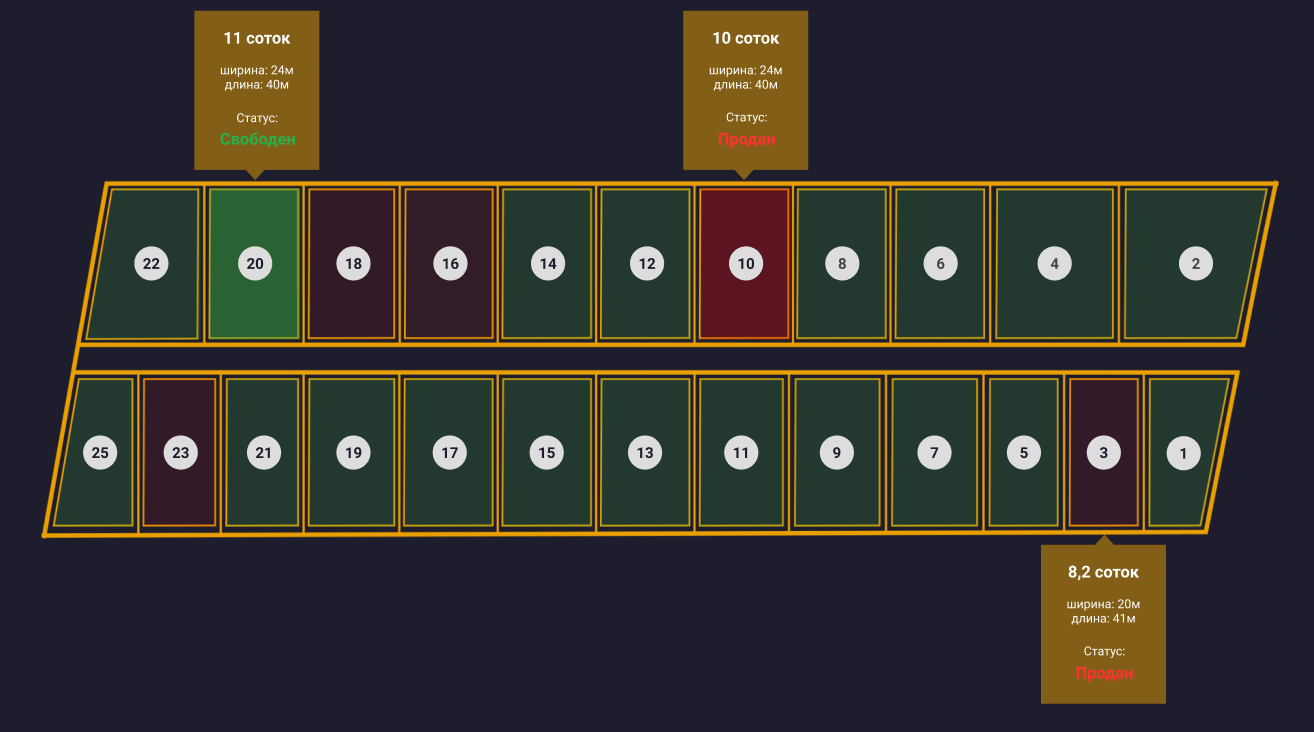 11 соток
ширина: 24м
длина: 40м
Статус:
Свободен
10 соток
ширина: 24м
длина: 40м
Статус:
Продан
22
20
18
16
14
12
10
8
6
4
2
25
23
21
19
17
15
13
11
9
7
5
3
1
8,2 соток
ширина: 20м
длина: 41м
Статус:
Продан